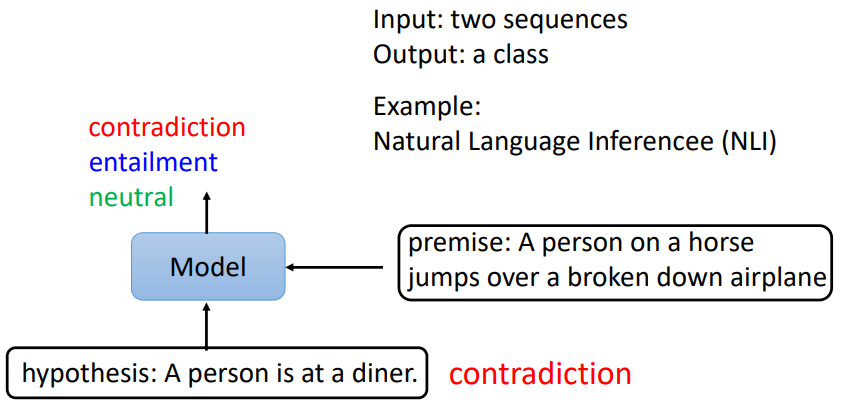 Input: two sequences
Output: a class
Example:
Natural Language Inferencee (NLI)
contradiction
entailment
neutral
Model
premise: A person on a horse
jumps over a broken down airplane
hypothesis: A person is at a diner.
contradiction